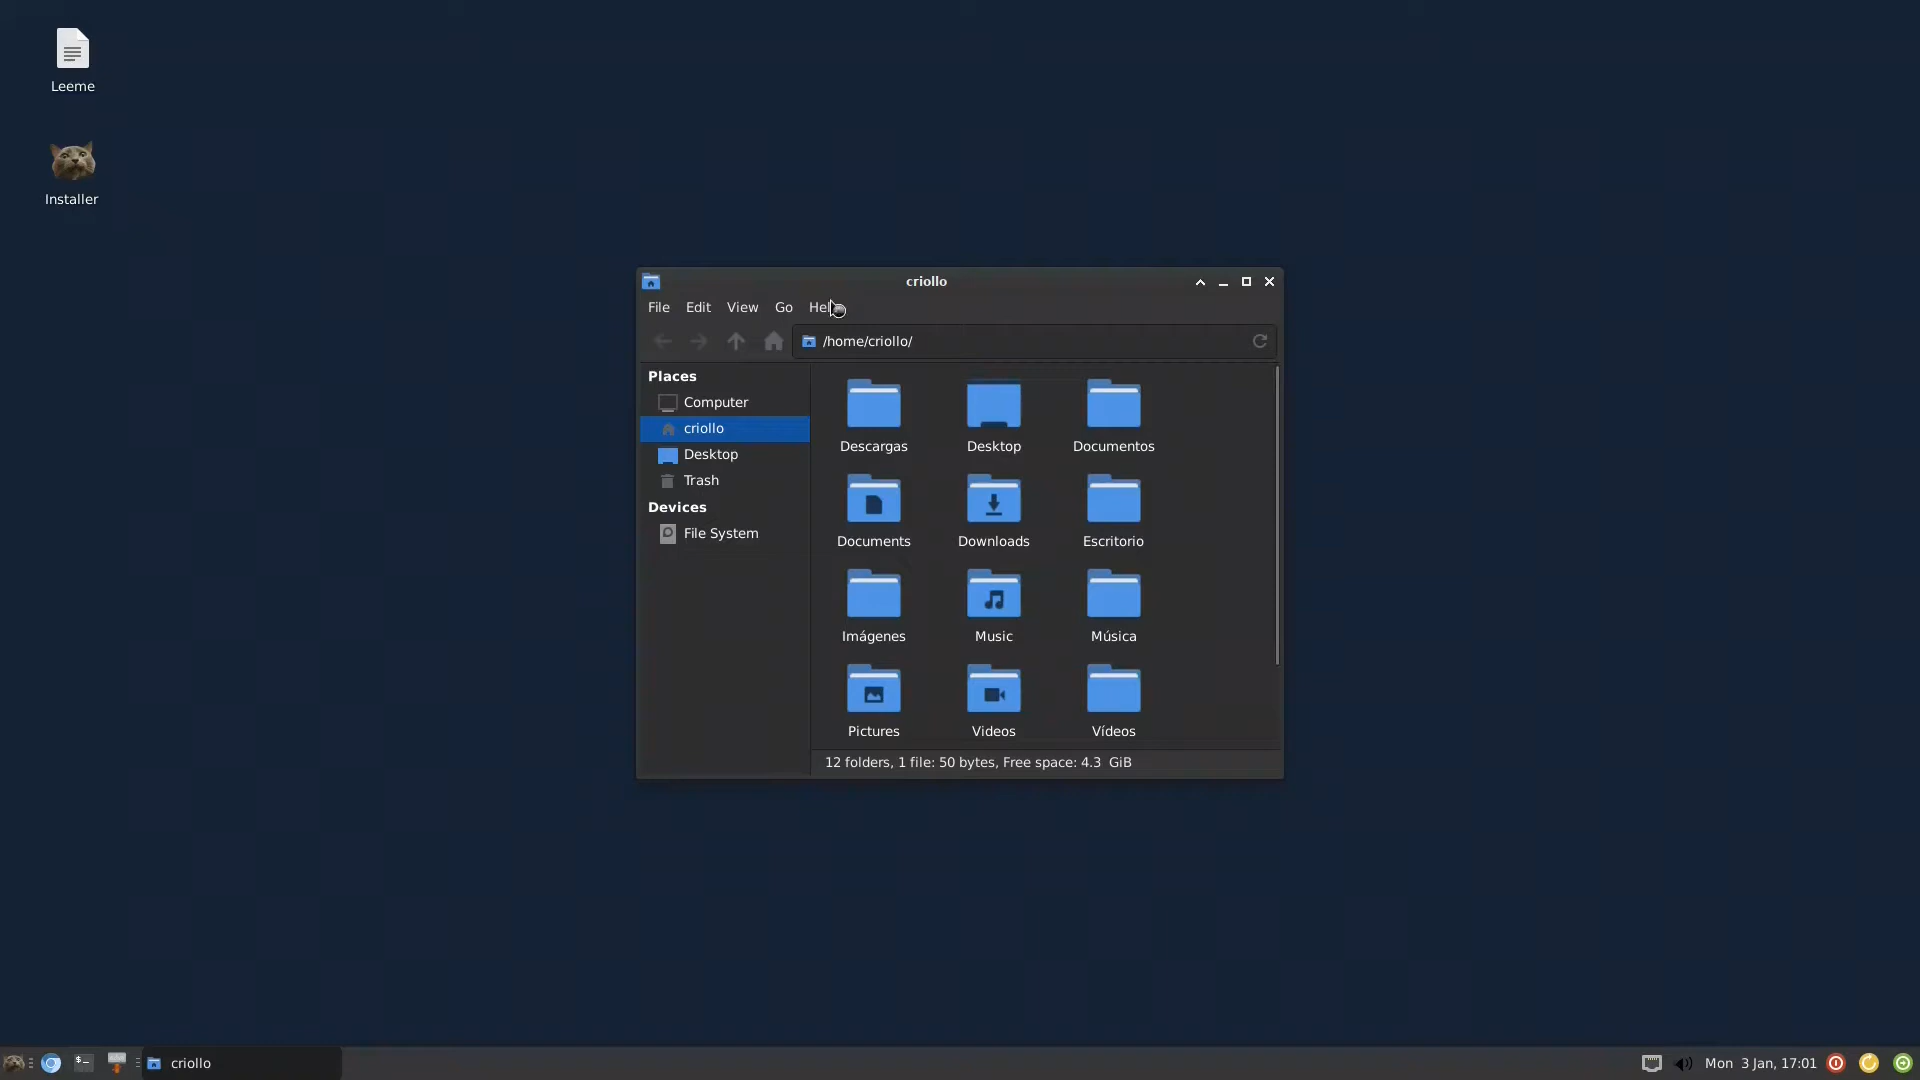 Leeme
Installer
criollo
File Edit View Go Help
/home/criollo/
Places
Computer
criollo
Desktop
Trash
Devices
File System
Descargas Desktop Documentos
Documents Downloads Escritorio
Imágenes Music Música
Pictures Videos Vídeos
12 folders, 1 file: 50 bytes, Free space: 4.3 GiB
$-
criollo
Mon 3 Jan, 17:01